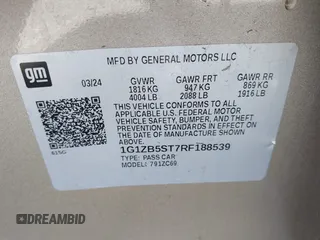 gm
MFD BY GENERAL MOTORS LLC
03/24 GVWR GAWR FRT GAWR RR
1816 KG 947 KG 869 KG
4004 LB 2088 LB 1916 LB
THIS VEHICLE CONFORMS TO ALL APPLICABLE U.S. FEDERAL MOTOR VEHICLE SAFETY, BUMPER, AND THEFT PREVENTION STANDARDS IN EFFECT ON THE DATE OF MANUFACTURE SHOWN ABOVE.
1G1ZB5ST7RF188539
TYPE: PASS CAR
MODEL: 791ZC69
DREAMBID